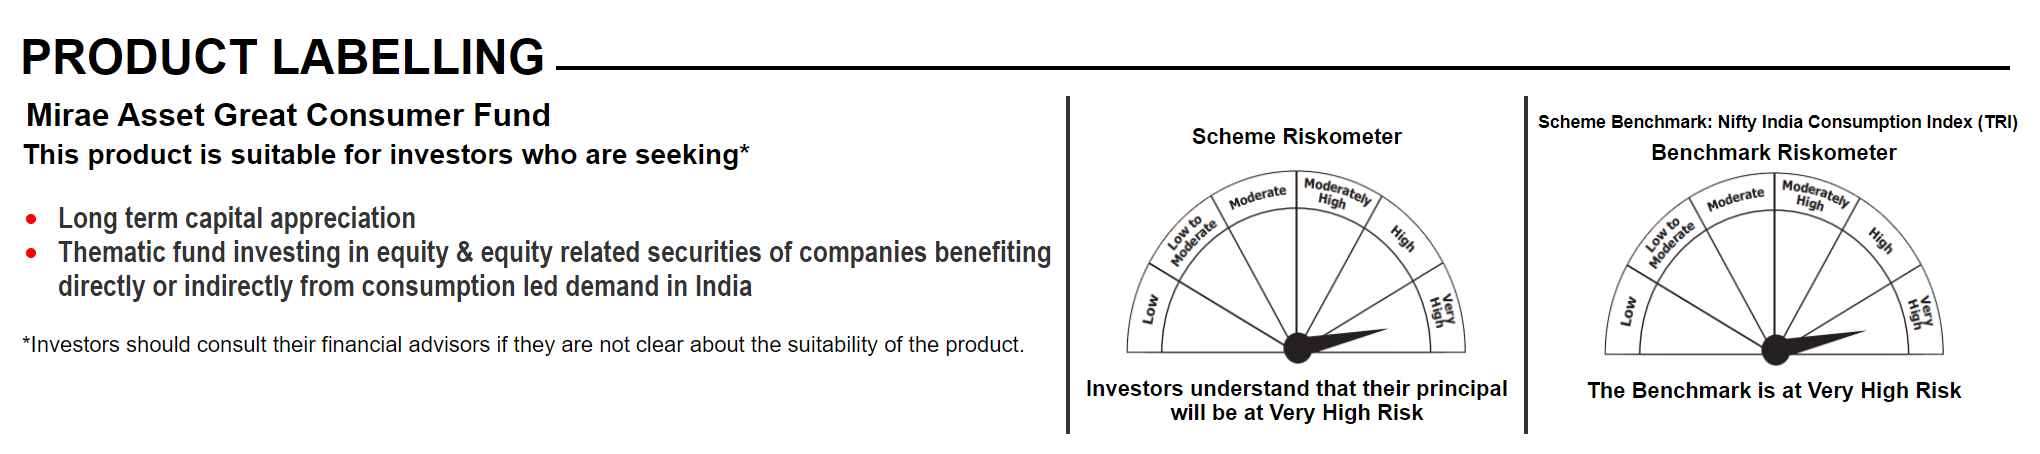 PRODUCT LABELLING
Mirae Asset Great Consumer Fund
This product is suitable for investors who are seeking*
• Long term capital appreciation
• Thematic fund investing in equity & equity related securities of companies benefiting
directly or indirectly from consumption led demand in India
*Investors should consult their financial advisors if they are not clear about the suitability of the product.
Scheme Riskometer
Low
Low to
Moderate
Moderate
Moderately
High
High
Very
High
Investors understand that their principal
will be at Very High Risk
Scheme Benchmark: Nifty India Consumption Index (TRI)
Benchmark Riskometer
Low
Low to
Moderate
Moderate
Moderately
High
High
Very
High
The Benchmark is at Very High Risk